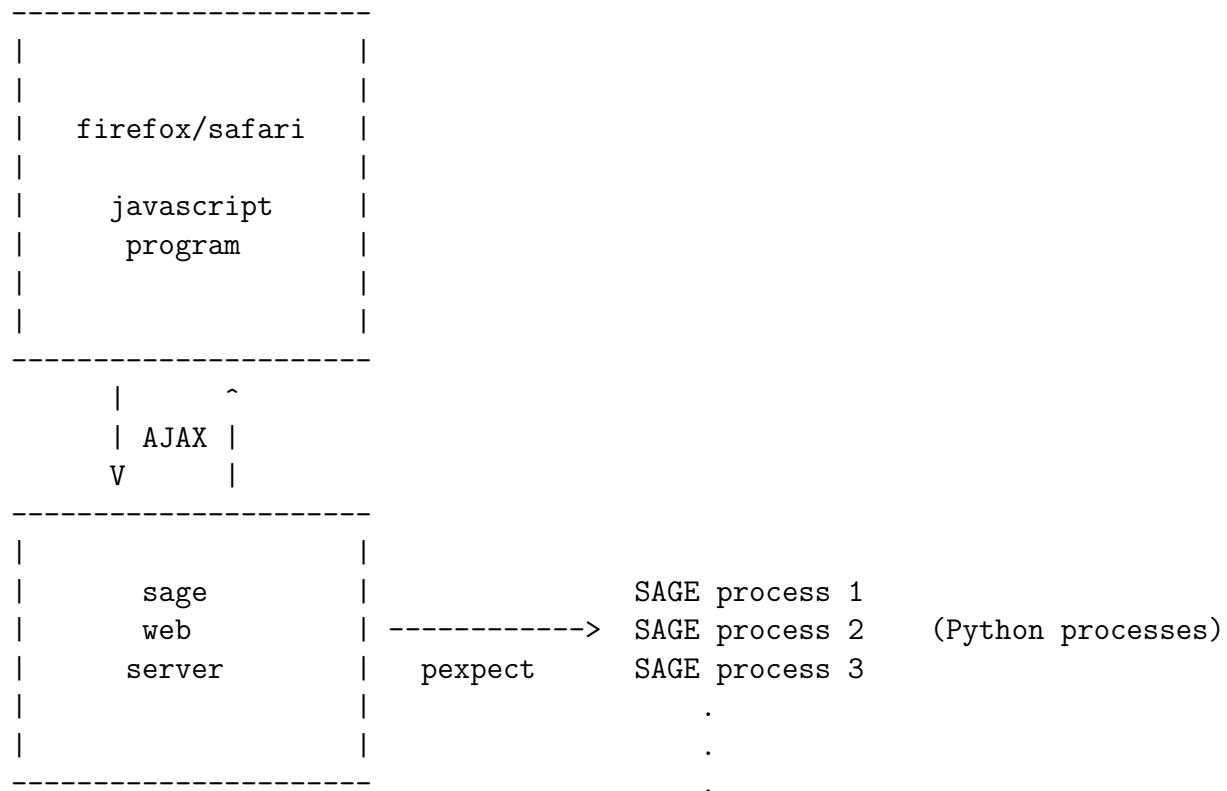 ----------------------
|                    |
|                    |
|   firefox/safari   |
|                    |
|     javascript     |
|      program       |
|                    |
|                    |
----------------------
      |      ^
      | AJAX |
      V      |
----------------------
|                    |
|       sage         |                SAGE process 1
|       web          | ------------>  SAGE process 2    (Python processes)
|      server        |   pexpect      SAGE process 3
|                    |                    .
|                    |                    .
----------------------                    .